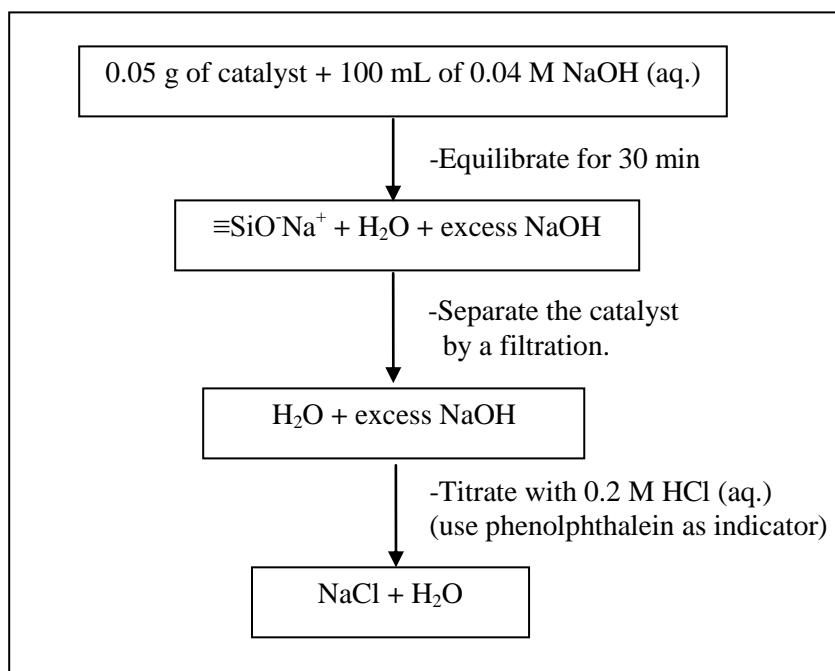 0.05 g of catalyst + 100 mL of 0.04 M NaOH (aq.)
-Equilibrate for 30 min
≡SiO⁻Na⁺ + H₂O + excess NaOH
-Separate the catalyst
by a filtration.
H₂O + excess NaOH
-Titrate with 0.2 M HCl (aq.)
(use phenolphthalein as indicator)
NaCl + H₂O